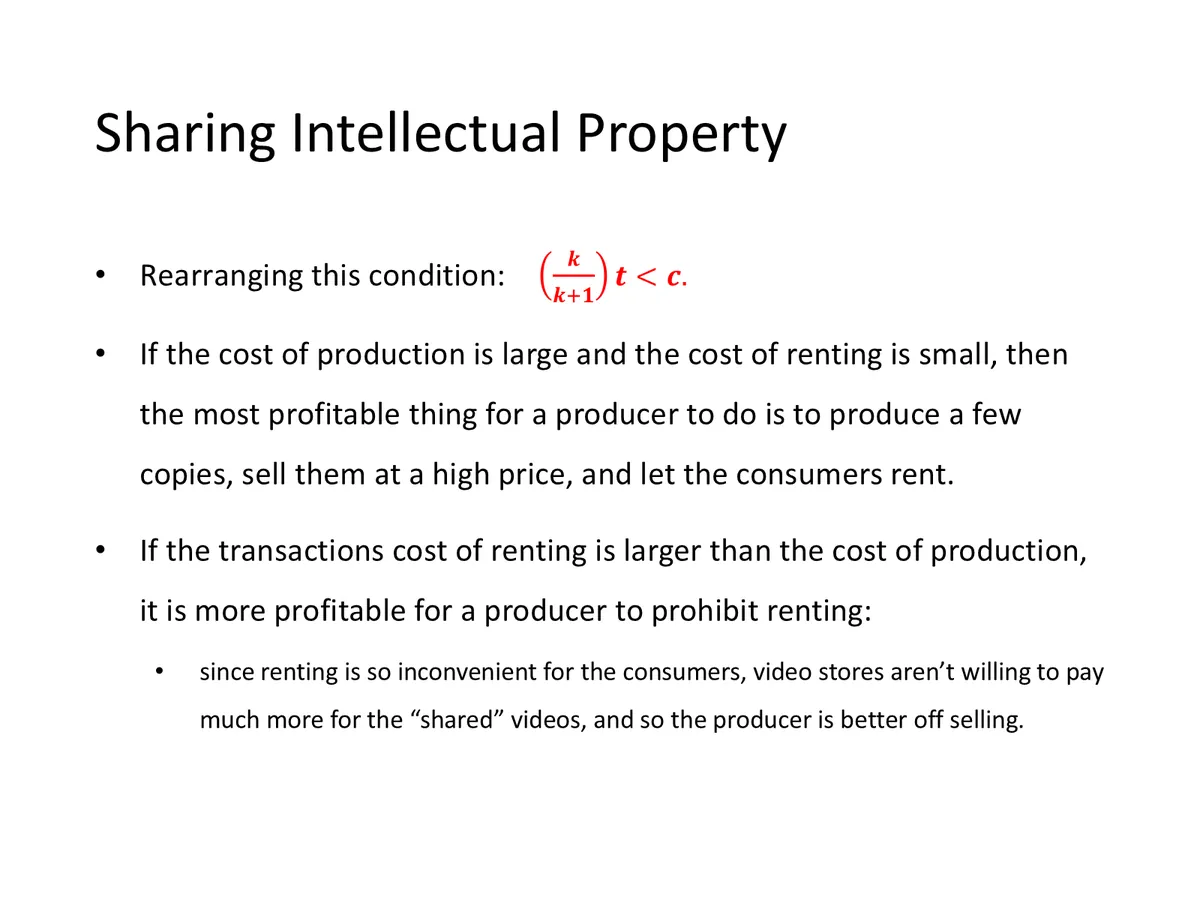 Sharing Intellectual Property
• Rearranging this condition: (k/(k+1)) t < c.
• If the cost of production is large and the cost of renting is small, then
the most profitable thing for a producer to do is to produce a few
copies, sell them at a high price, and let the consumers rent.
• If the transactions cost of renting is larger than the cost of production,
it is more profitable for a producer to prohibit renting:
• since renting is so inconvenient for the consumers, video stores aren’t willing to pay
much more for the “shared” videos, and so the producer is better off selling.